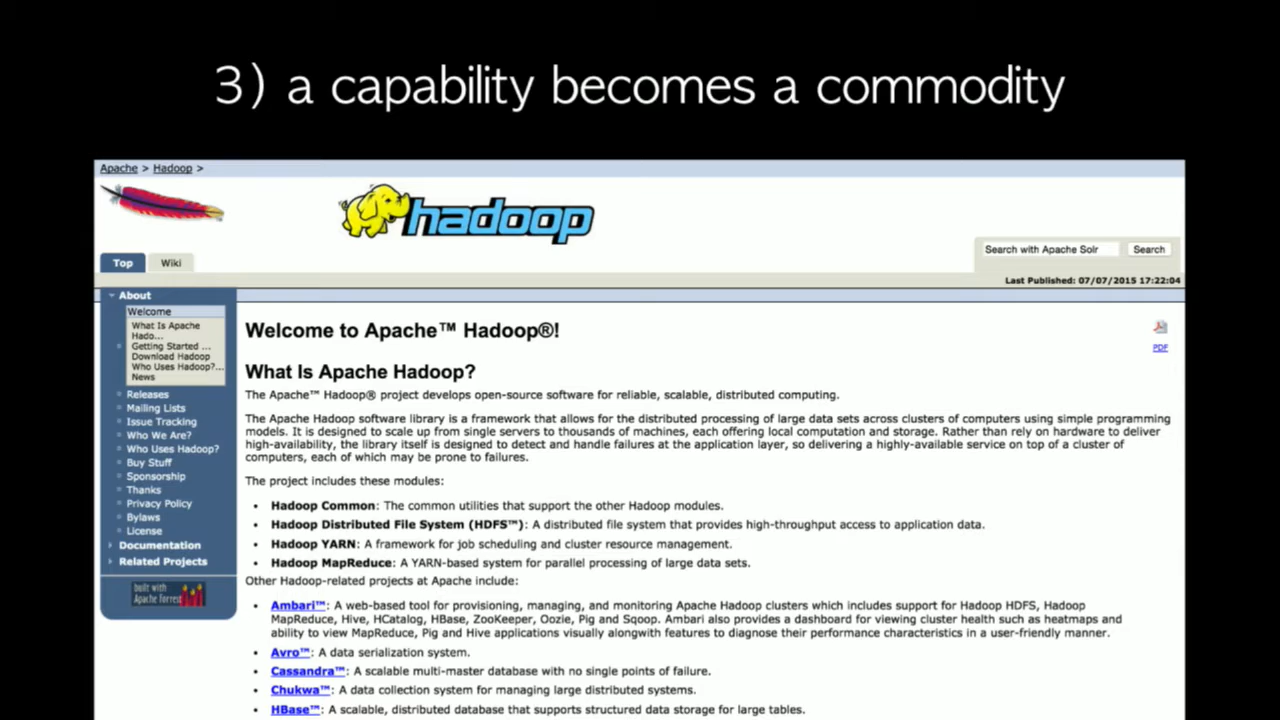 3) a capability becomes a commodity
Apache > Hadoop >
hadoop
Search with Apache Solr Search
Top Wiki
Last Published: 07/07/2015 17:22:04
About
Welcome
What Is Apache
Hado...
Getting Started ...
Download Hadoop
Who Uses Hadoop?...
News
Releases
Mailing Lists
Issue Tracking
Who We Are?
Who Uses Hadoop?
Buy Stuff
Sponsorship
Thanks
Privacy Policy
Bylaws
License
Documentation
Related Projects
built with
Apache Forrest
Welcome to Apache™ Hadoop®!
PDF
What Is Apache Hadoop?
The Apache™ Hadoop® project develops open-source software for reliable, scalable, distributed computing.
The Apache Hadoop software library is a framework that allows for the distributed processing of large data sets across clusters of computers using simple programming
models. It is designed to scale up from single servers to thousands of machines, each offering local computation and storage. Rather than rely on hardware to deliver
high-availability, the library itself is designed to detect and handle failures at the application layer, so delivering a highly-available service on top of a cluster of
computers, each of which may be prone to failures.
The project includes these modules:
• Hadoop Common: The common utilities that support the other Hadoop modules.
• Hadoop Distributed File System (HDFS™): A distributed file system that provides high-throughput access to application data.
• Hadoop YARN: A framework for job scheduling and cluster resource management.
• Hadoop MapReduce: A YARN-based system for parallel processing of large data sets.
Other Hadoop-related projects at Apache include:
• Ambari™: A web-based tool for provisioning, managing, and monitoring Apache Hadoop clusters which includes support for Hadoop HDFS, Hadoop
MapReduce, Hive, HCatalog, HBase, ZooKeeper, Oozie, Pig and Sqoop. Ambari also provides a dashboard for viewing cluster health such as heatmaps and
ability to view MapReduce, Pig and Hive applications visually alongwith features to diagnose their performance characteristics in a user-friendly manner.
• Avro™: A data serialization system.
• Cassandra™: A scalable multi-master database with no single points of failure.
• Chukwa™: A data collection system for managing large distributed systems.
• HBase™: A scalable, distributed database that supports structured data storage for large tables.